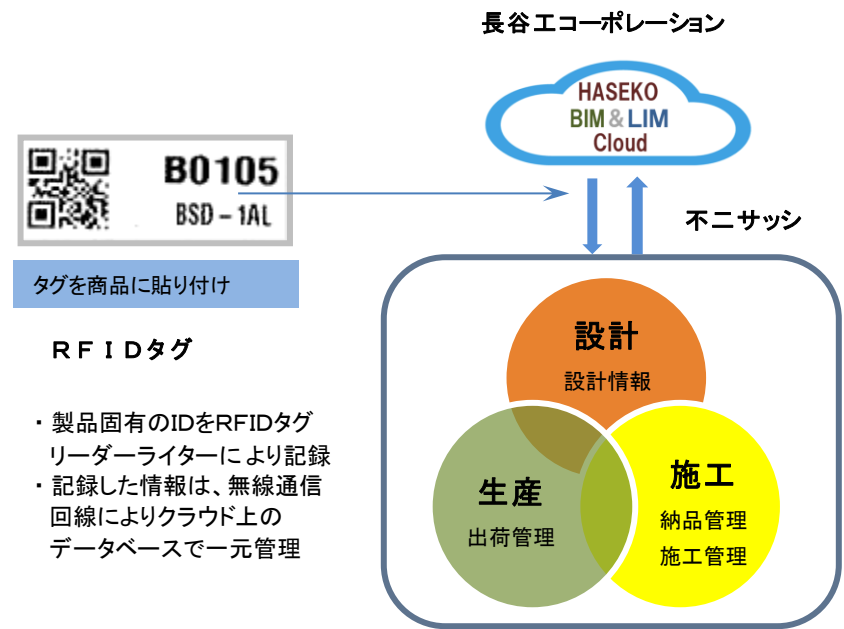 長谷工コーポレーション
HASEKO
BIM&LIM
Cloud
B0105
BSD－1AL
不二サッシ
タグを商品に貼り付け
ＲＦＩＤタグ
・製品固有のIDをRFIDタグ
リーダーライターにより記録
・記録した情報は、無線通信
回線によりクラウド上の
データベースで一元管理
設計
設計情報
生産
出荷管理
施工
納品管理
施工管理